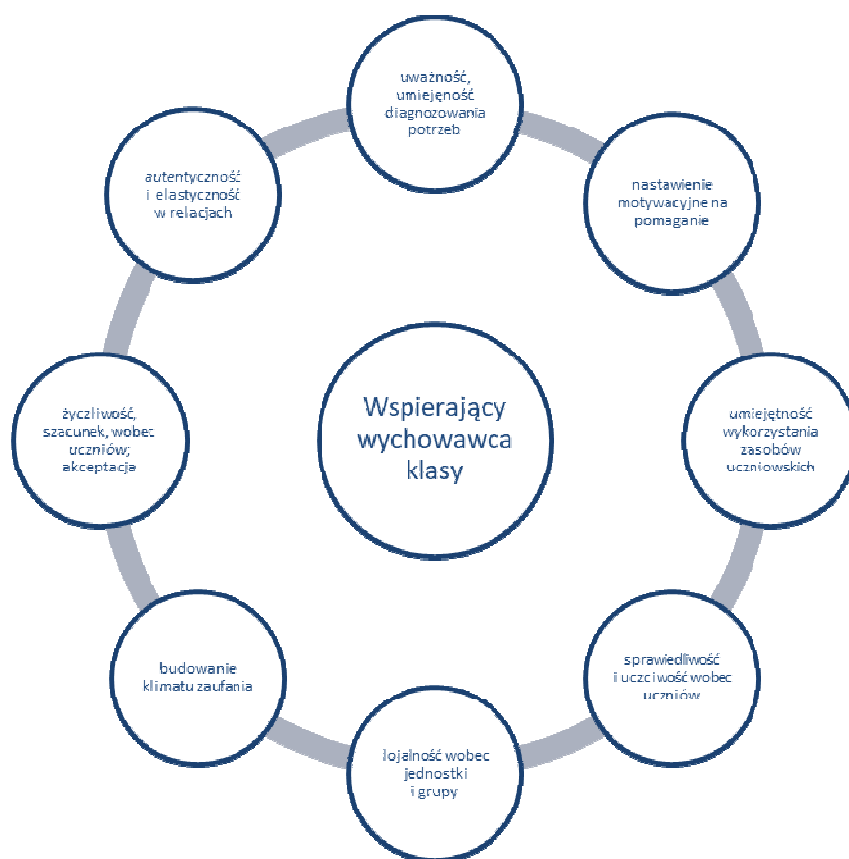 uważność,
umiejęność
diagnozowania
potrzeb
nastawienie
motywacyjne na
pomaganie
umiejętność
wykorzystania
zasobów
uczniowskich
sprawiedliwość
i uczciwość wobec
uczniów
lojalność wobec
jednostki
i grupy
budowanie
klimatu zaufania
życzliwość,
szacunek, wobec
uczniów;
akceptacja
autentyczność
i elastyczność
w relacjach
Wspierający
wychowawca
klasy